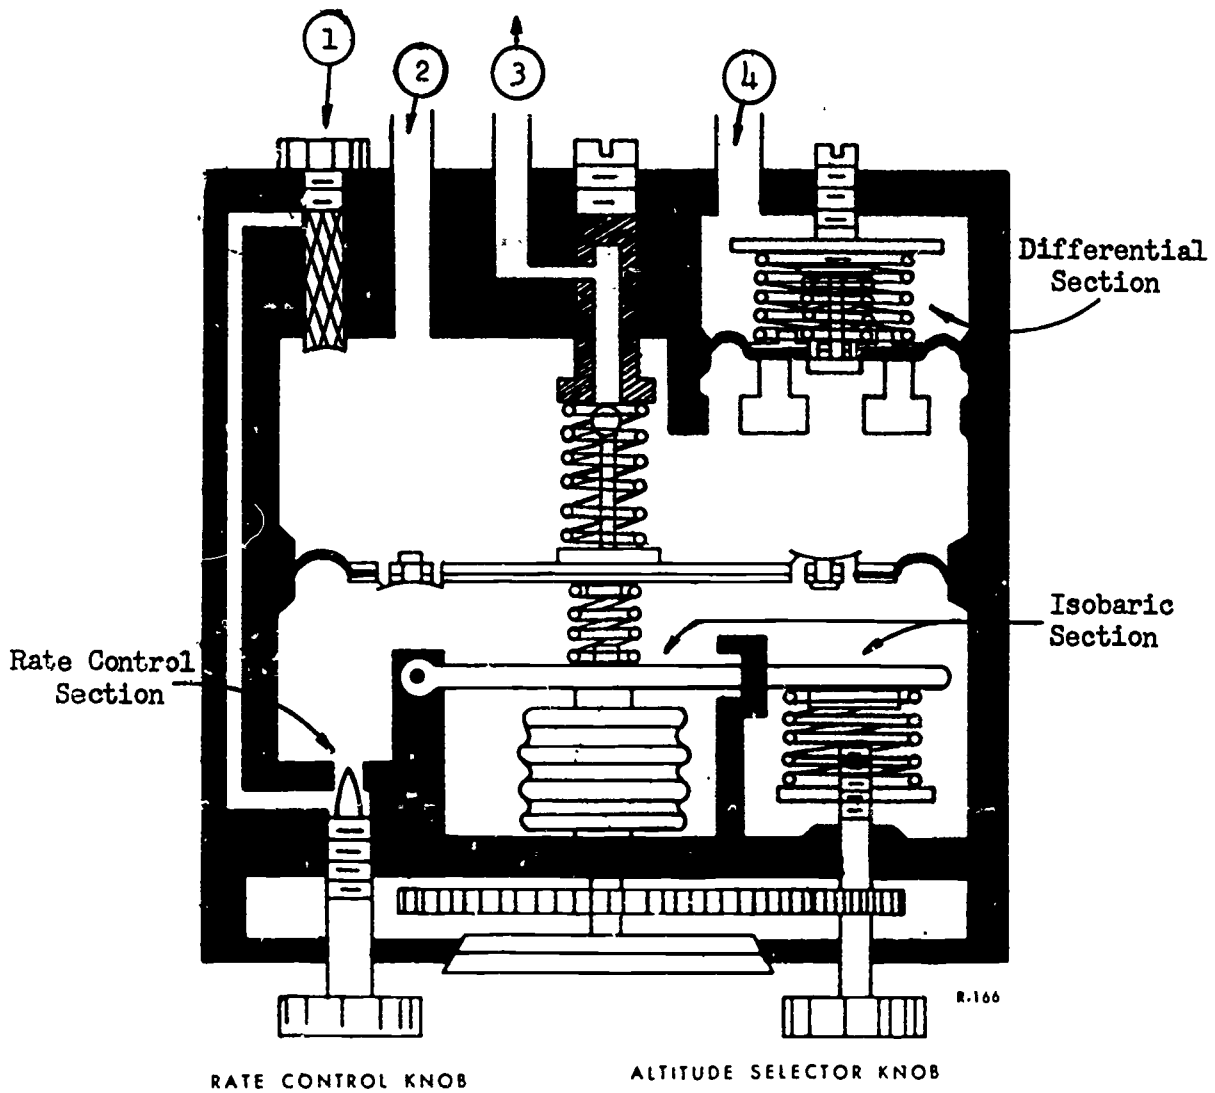 1
2
3
4
Differential
Section
Isobaric
Section
Rate Control
Section
R.166
RATE CONTROL KNOB
ALTITUDE SELECTOR KNOB